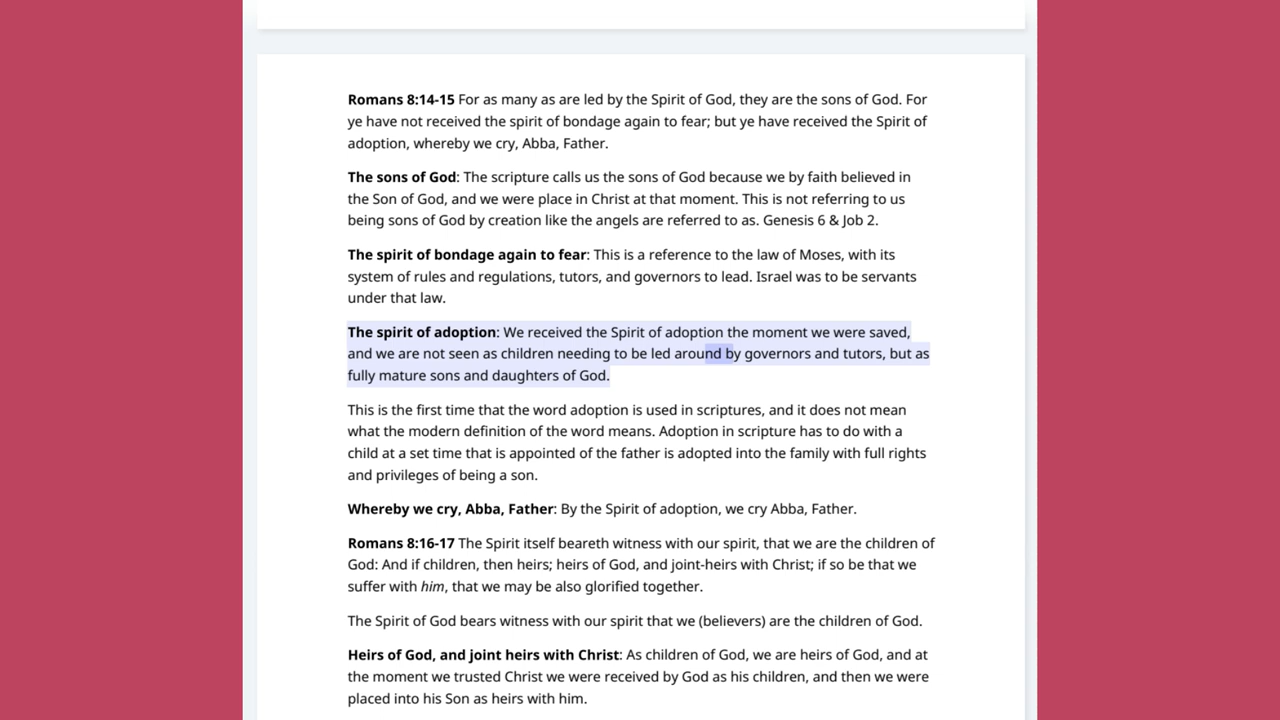 Romans 8:14-15 For as many as are led by the Spirit of God, they are the sons of God. For
ye have not received the spirit of bondage again to fear; but ye have received the Spirit of
adoption, whereby we cry, Abba, Father.
The sons of God: The scripture calls us the sons of God because we by faith believed in
the Son of God, and we were place in Christ at that moment. This is not referring to us
being sons of God by creation like the angels are referred to as. Genesis 6 & Job 2.
The spirit of bondage again to fear: This is a reference to the law of Moses, with its
system of rules and regulations, tutors, and governors to lead. Israel was to be servants
under that law.
The spirit of adoption: We received the Spirit of adoption the moment we were saved,
and we are not seen as children needing to be led around by governors and tutors, but as
fully mature sons and daughters of God.
This is the first time that the word adoption is used in scriptures, and it does not mean
what the modern definition of the word means. Adoption in scripture has to do with a
child at a set time that is appointed of the father is adopted into the family with full rights
and privileges of being a son.
Whereby we cry, Abba, Father: By the Spirit of adoption, we cry Abba, Father.
Romans 8:16-17 The Spirit itself beareth witness with our spirit, that we are the children of
God: And if children, then heirs; heirs of God, and joint-heirs with Christ; if so be that we
suffer with him, that we may be also glorified together.
The Spirit of God bears witness with our spirit that we (believers) are the children of God.
Heirs of God, and joint heirs with Christ: As children of God, we are heirs of God, and at
the moment we trusted Christ we were received by God as his children, and then we were
placed into his Son as heirs with him.